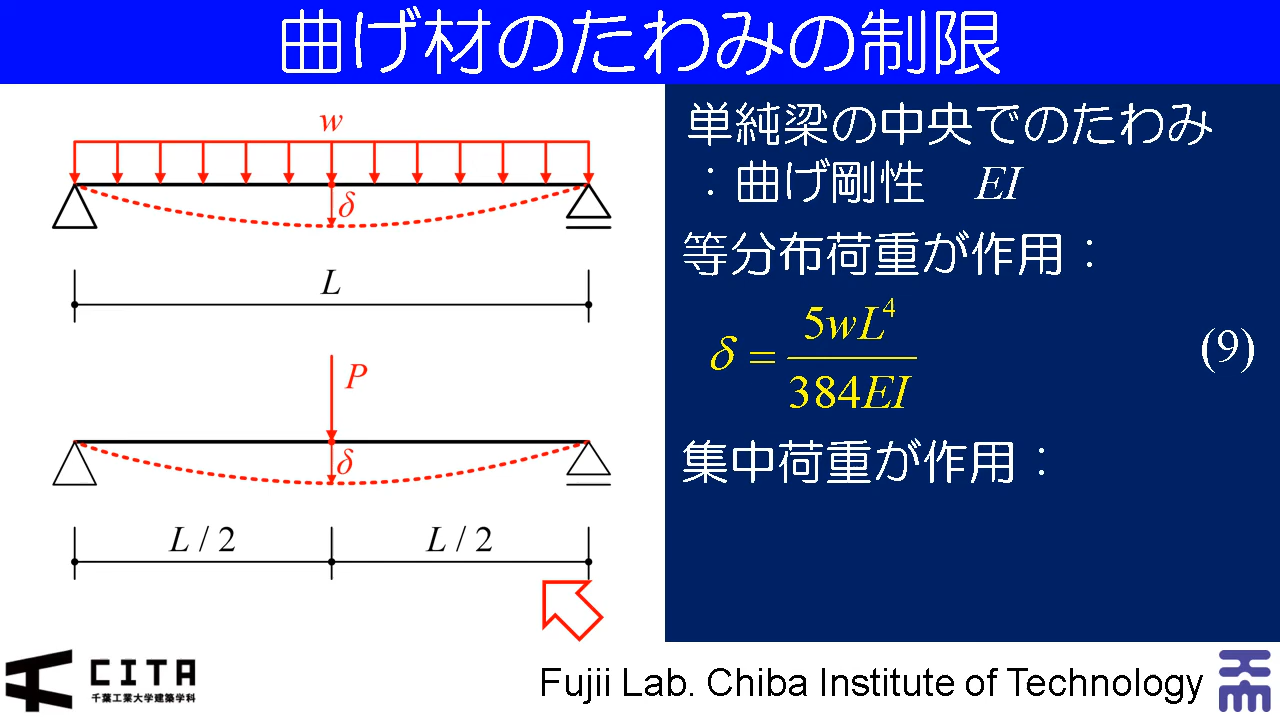 曲げ材のたわみの制限
w
δ
L
P
δ
L / 2
L / 2
単純梁の中央でのたわみ
：曲げ剛性　EI
等分布荷重が作用：
δ = 5wL⁴ / 384EI (9)
集中荷重が作用：
CITA
千葉工業大学建築学科
Fujii Lab. Chiba Institute of Technology